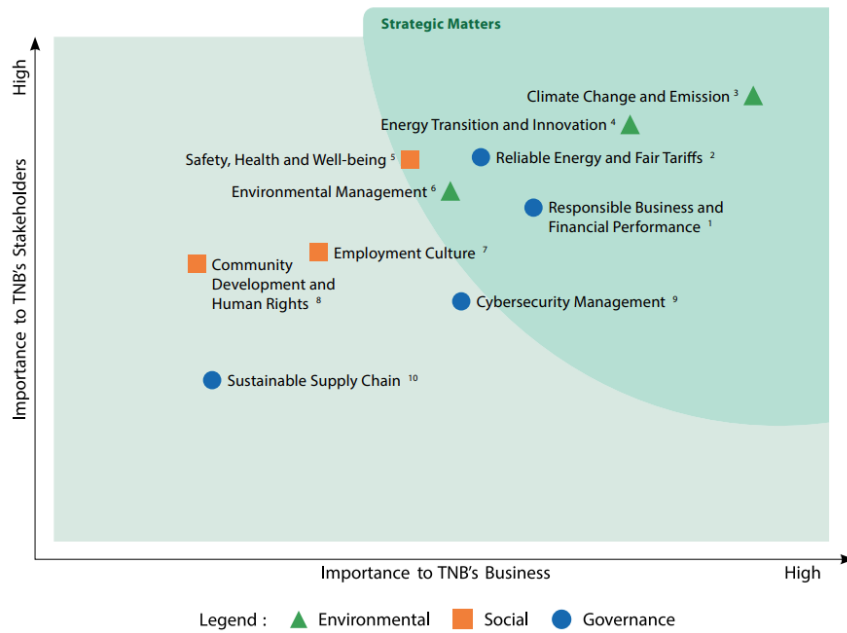 Strategic Matters
High
Climate Change and Emission 3
Energy Transition and Innovation 4
Safety, Health and Well-being 5
Reliable Energy and Fair Tariffs 2
Environmental Management 6
Responsible Business and
Financial Performance 1
Employment Culture 7
Community
Development and
Human Rights 8
Cybersecurity Management 9
Sustainable Supply Chain 10
Importance to TNB's Stakeholders
Importance to TNB's Business
High
Legend : Environmental Social Governance